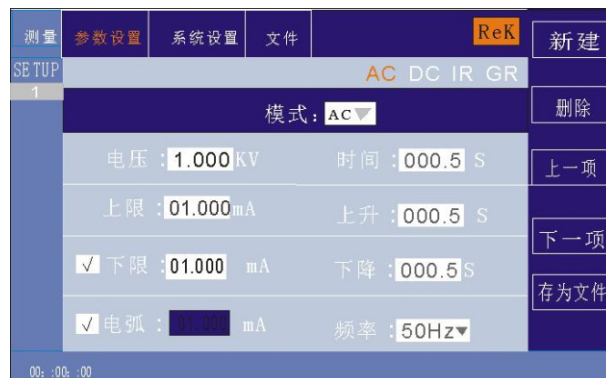 测量 参数设置 系统设置 文件 ReK 新建
SETUP AC DC IR GR
1
模式：AC 删除
电压：1.000 KV 时间：000.5 S 上一项
上限：01.000 mA 上升：000.5 S
√ 下限：01.000 mA 下降：000.5 S 下一项
√ 电弧：01.000 mA 频率：50Hz 存为文件
00：00：00